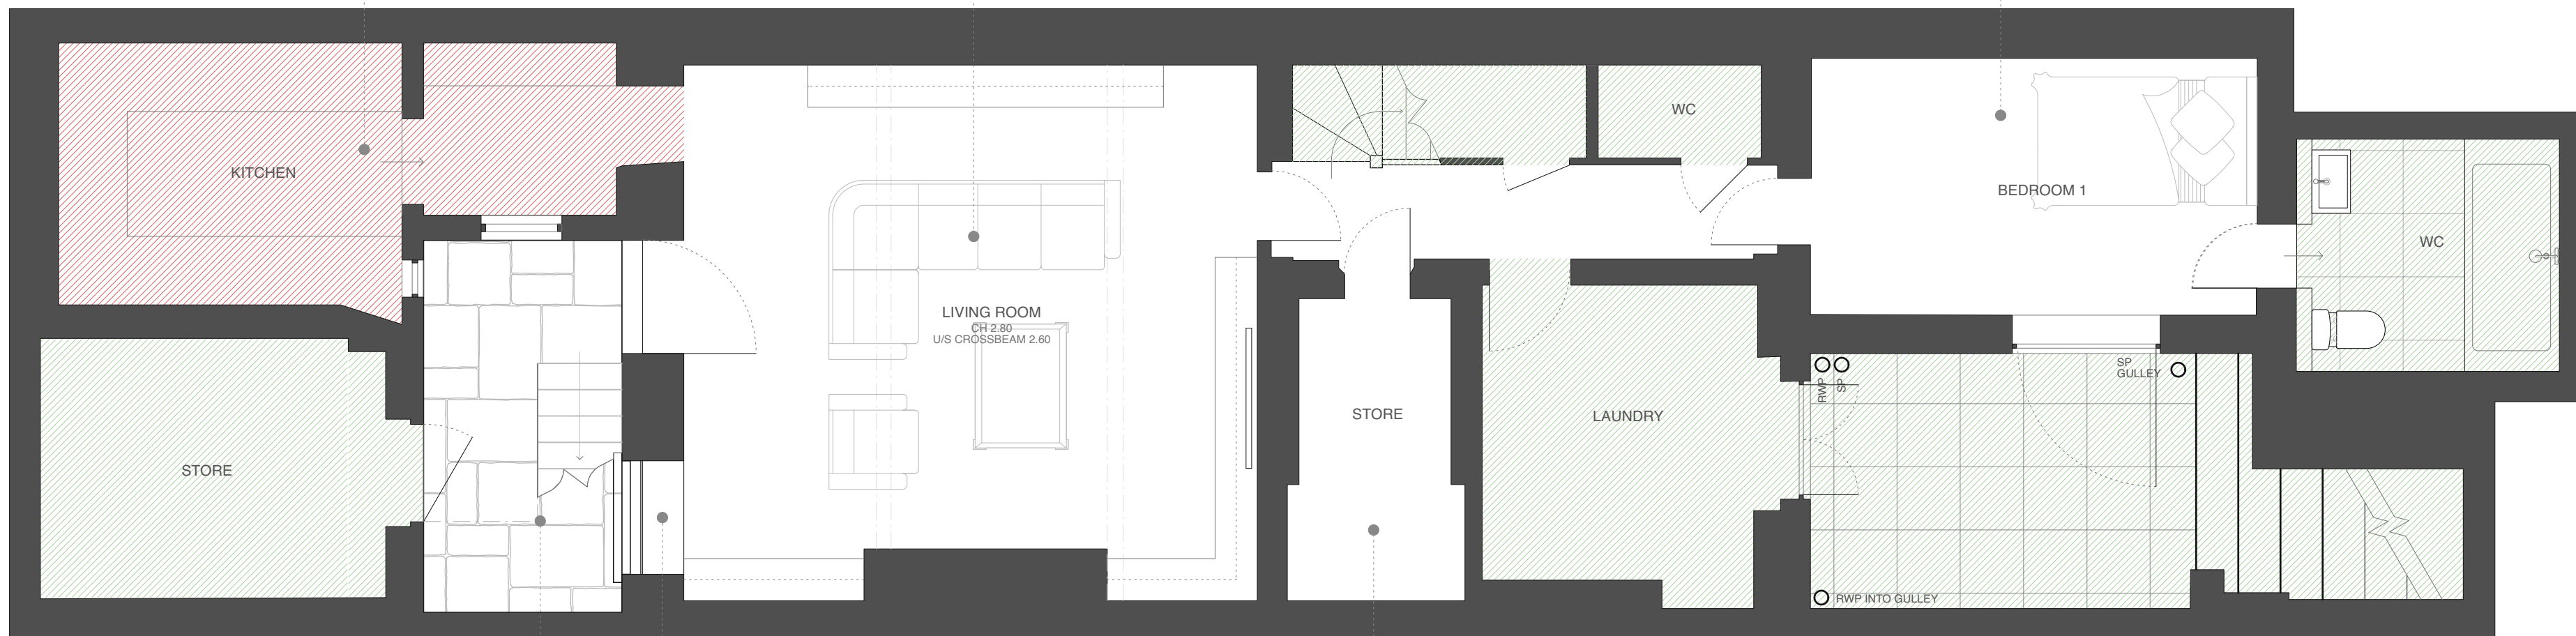 KITCHEN
STORE
LIVING ROOM
CH 2.80
U/S CROSSBEAM 2.60
WC
STORE
LAUNDRY
BEDROOM 1
WC
RWP
SP
SP
GULLEY
RWP INTO GULLEY